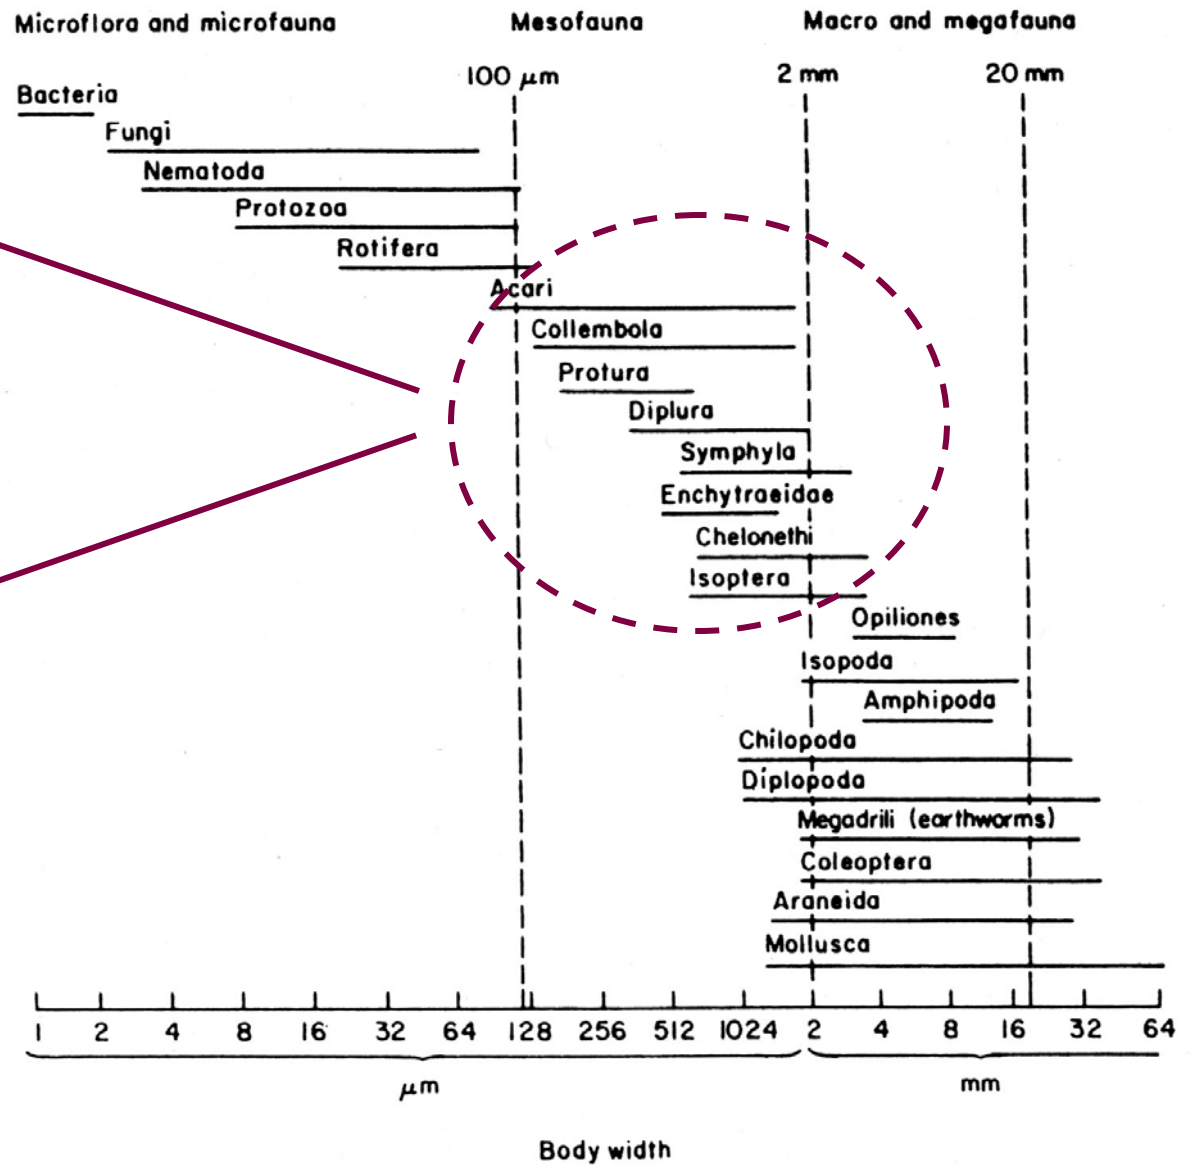 Microflora and microfauna Mesofauna Macro and megafauna
100 μm 2 mm 20 mm
Bacteria
Fungi
Nematoda
Protozoa
Rotifera
Acari
Collembola
Protura
Diplura
Symphyla
Enchytraeidae
Chelonethi
Isoptera
Opiliones
Isopoda
Amphipoda
Chilopoda
Diplopoda
Megadrili (earthworms)
Coleoptera
Araneida
Mollusca
1 2 4 8 16 32 64 128 256 512 1024 2 4 8 16 32 64
μm mm
Body width